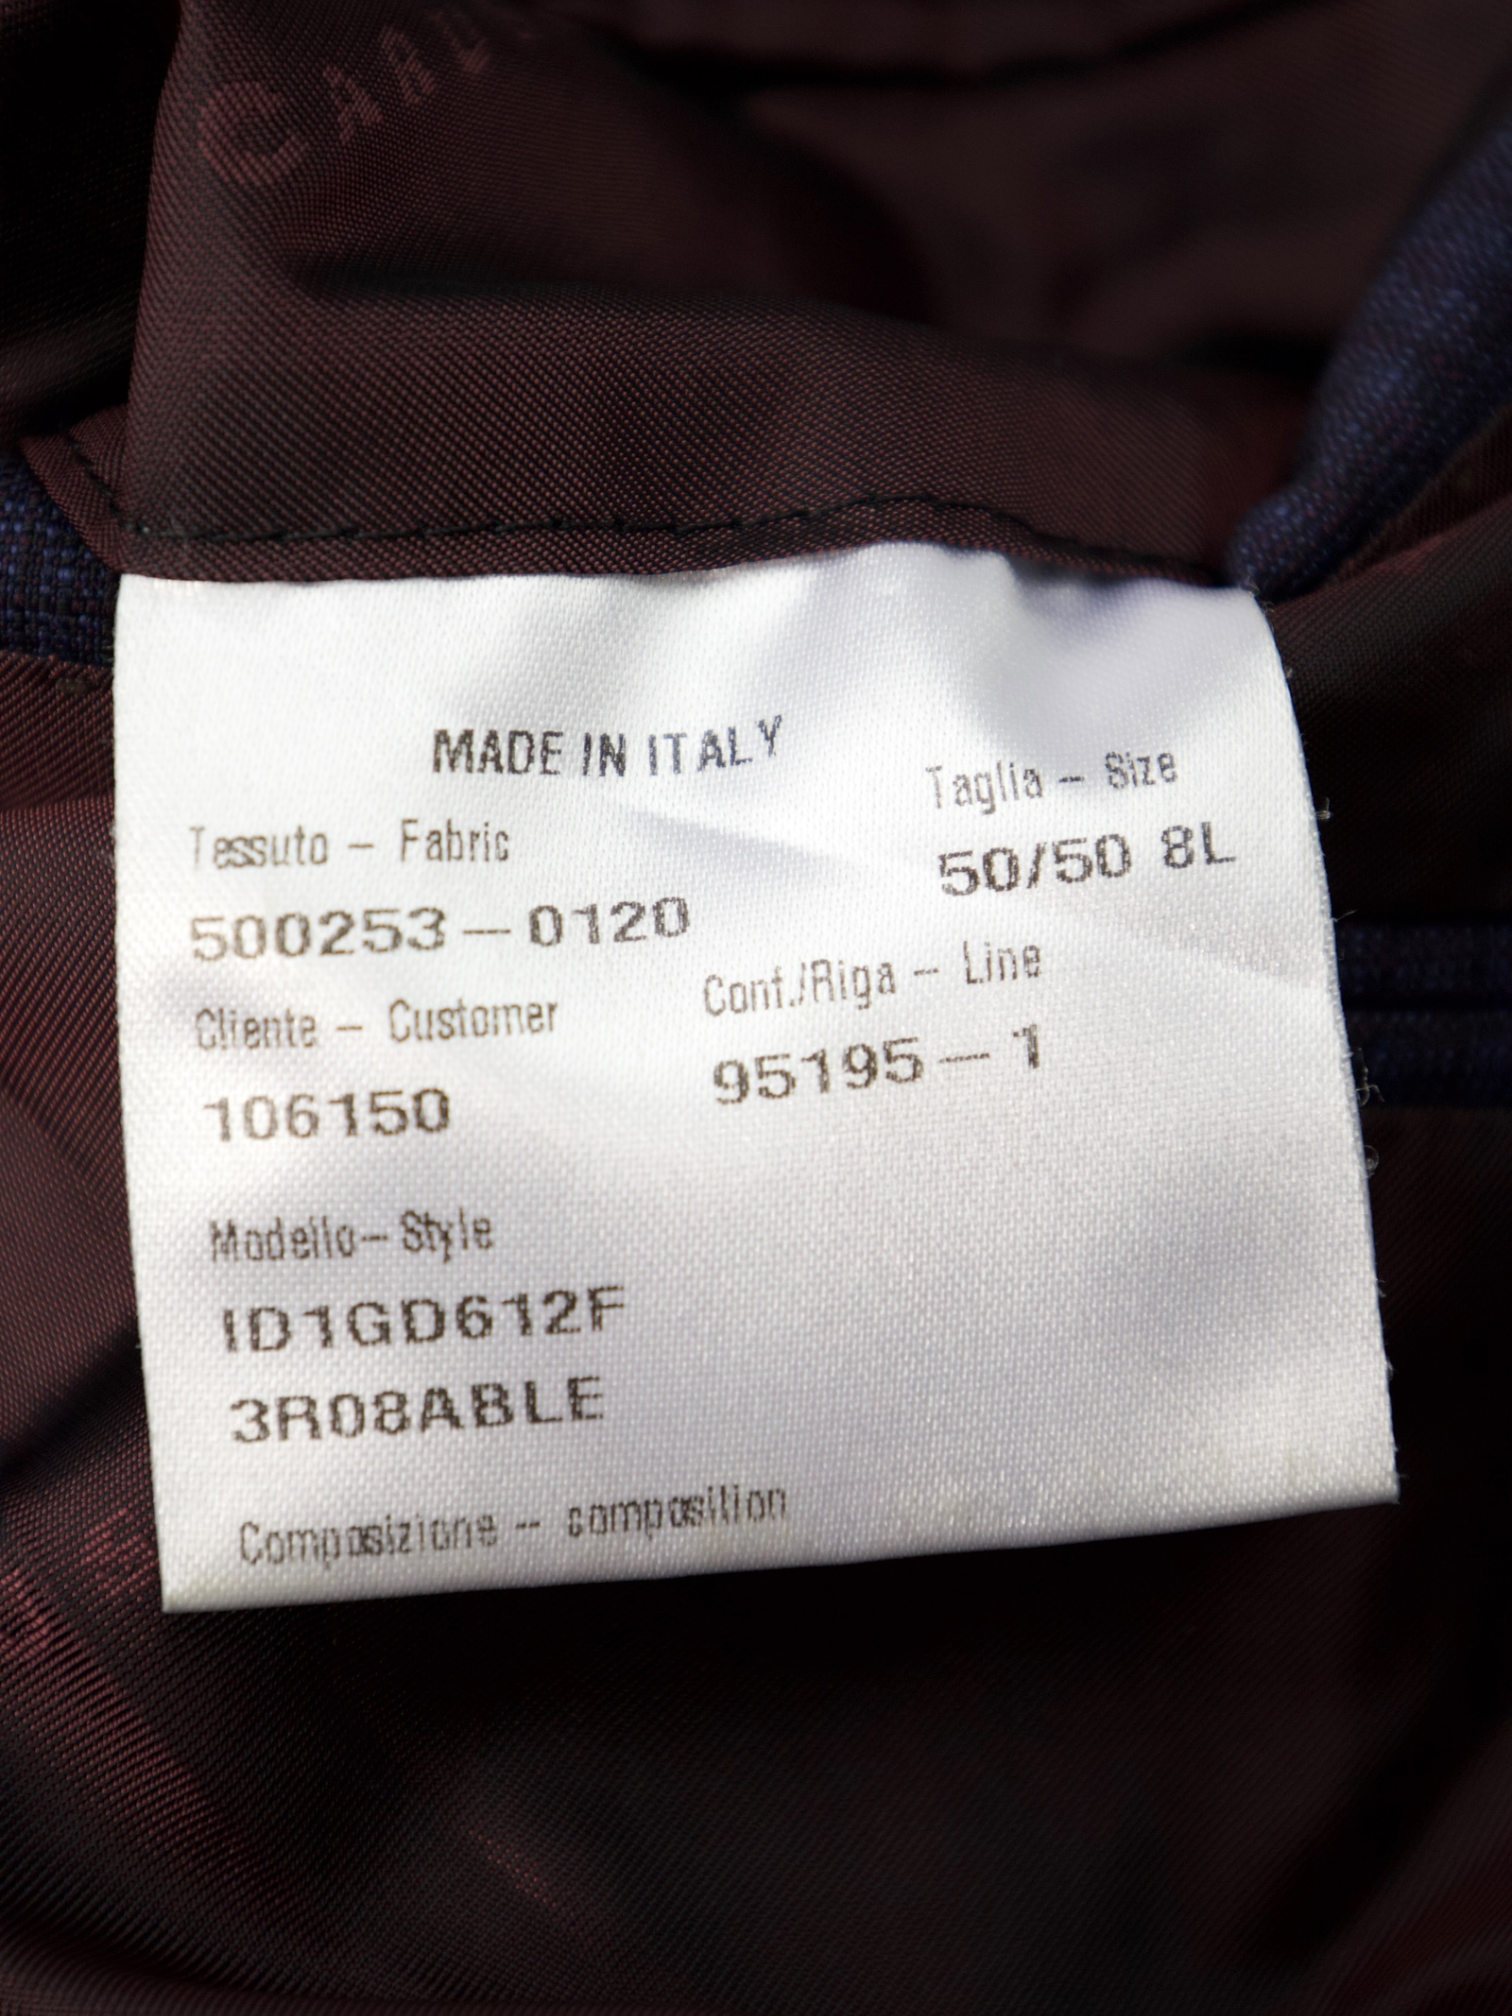 MADE IN ITALY
Taglia - Size
50/50 8L
Tessuto - Fabric
500253-0120
Conf./Riga - Line
95195-1
Cliente - Customer
106150
Modello-Style
ID1GD612F
3R08ABLE
Composizione - composition